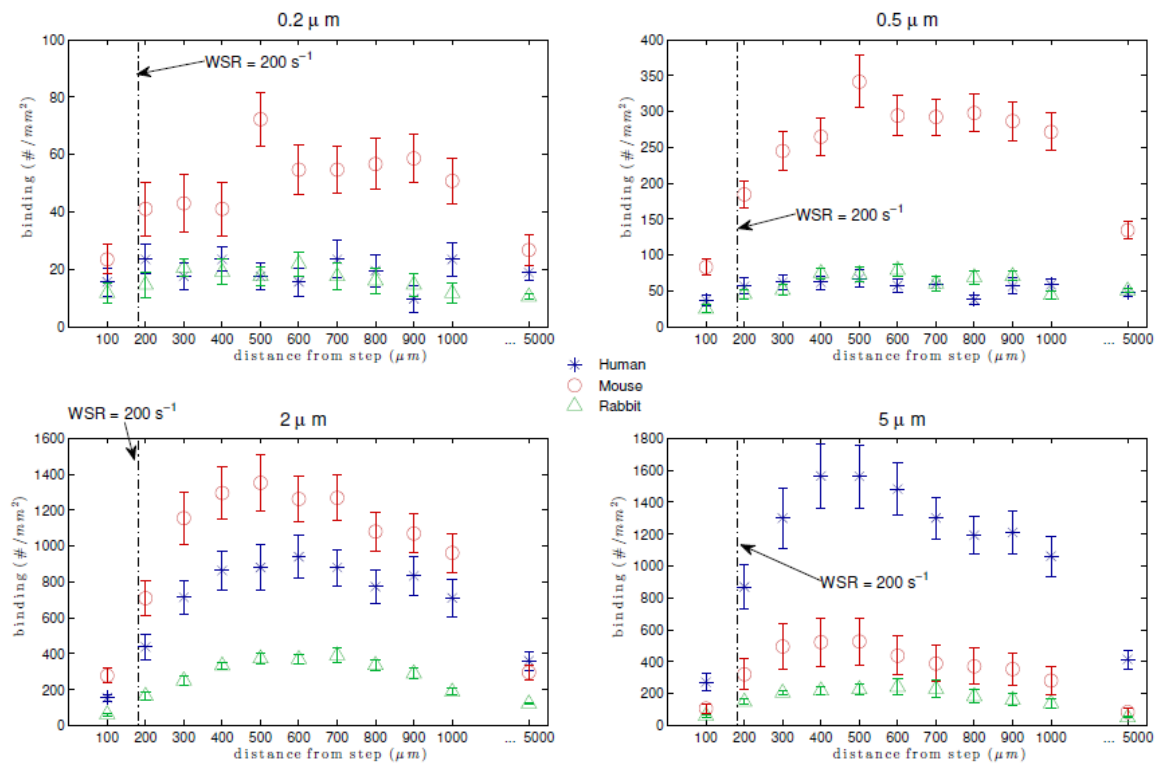 0.2 μ m
100
80
60
40
20
0
binding (#/mm²)
WSR = 200 s⁻¹
100 200 300 400 500 600 700 800 900 1000 ... 5000
distance from step (μm)
0.5 μ m
400
350
300
250
200
150
100
50
0
binding (#/mm²)
WSR = 200 s⁻¹
100 200 300 400 500 600 700 800 900 1000 ... 5000
distance from step (μm)
Human
Mouse
Rabbit
WSR = 200 s⁻¹
2 μ m
1600
1400
1200
1000
800
600
400
200
0
binding (#/mm²)
100 200 300 400 500 600 700 800 900 1000 ... 5000
distance from step (μm)
5 μ m
1800
1600
1400
1200
1000
800
600
400
200
0
binding (#/mm²)
WSR = 200 s⁻¹
100 200 300 400 500 600 700 800 900 1000 ... 5000
distance from step (μm)